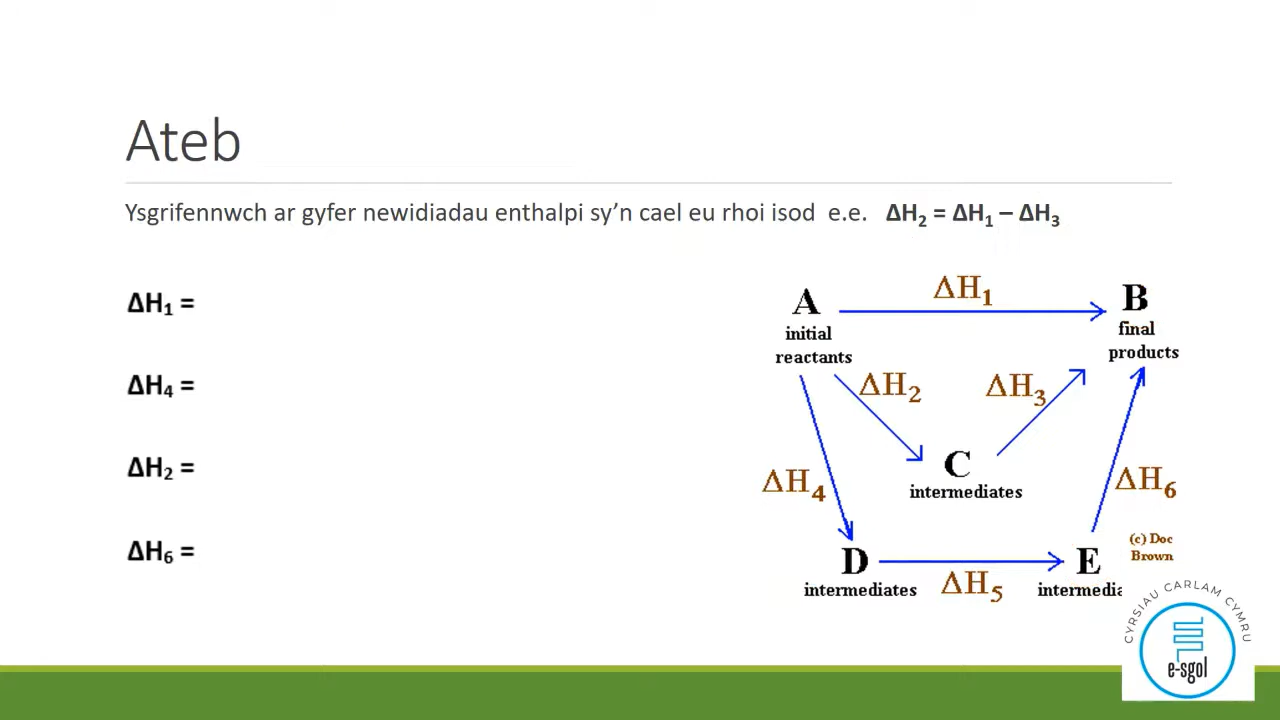 Ateb
Ysgrifennwch ar gyfer newidiadau enthalpi sy’n cael eu rhoi isod e.e. ΔH₂ = ΔH₁ – ΔH₃
ΔH₁ =
ΔH₄ =
ΔH₂ =
ΔH₆ =
A
initial
reactants
ΔH₁
B
final
products
ΔH₂
ΔH₃
C
intermediates
ΔH₄
ΔH₆
D
intermediates
ΔH₅
E
intermedia
(c) Doc
Brown
CYRSIAU CARLAM CYMRU
e-sgol